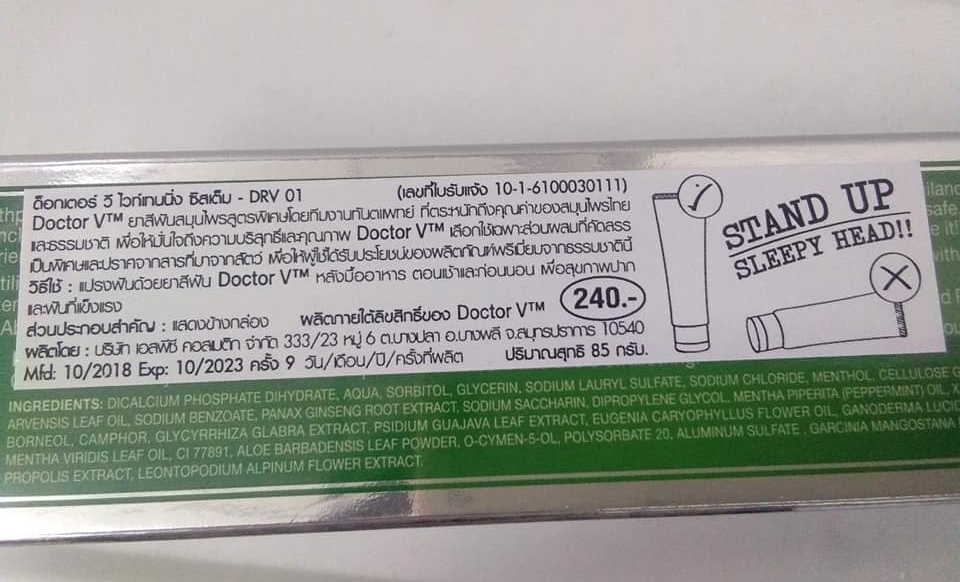 ด็อกเตอร์ วี ไวท์เทนนิ่ง ซิสเต็ม - DRV 01 (เลขที่ใบรับแจ้ง 10-1-6100030111)
Doctor V™ ยาสีฟันสมุนไพรสูตรพิเศษโดยทีมงานทันตแพทย์ ที่ตระหนักถึงคุณค่าของสมุนไพรไทย
และธรรมชาติ เพื่อให้มั่นใจถึงความบริสุทธิ์และคุณภาพ Doctor V™ เลือกใช้เฉพาะส่วนผสมที่คัดสรร
เป็นพิเศษและปราศจากสารที่มาจากสัตว์ เพื่อให้ผู้ใช้ได้รับประโยชน์ของผลิตภัณฑ์พรีเมี่ยมจากธรรมชาตินี้
วิธีใช้ : แปรงฟันด้วยยาสีฟัน Doctor V™ หลังมื้ออาหาร ตอนเช้าและก่อนนอน เพื่อสุขภาพปาก
และฟันที่แข็งแรง
240.-
ส่วนประกอบสำคัญ : แสดงข้างกล่อง ผลิตภายใต้ลิขสิทธิ์ของ Doctor V™
ผลิตโดย : บริษัท เอสพีซี คอสเมติก จำกัด 333/23 หมู่ 6 ต.บางปลา อ.บางพลี จ.สมุทรปราการ 10540
Mfd: 10/2018 Exp: 10/2023 ครั้ง 9 วัน/เดือน/ปี/ครั้งที่ผลิต ปริมาณสุทธิ 85 กรัม.
STAND UP
SLEEPY HEAD!!
INGREDIENTS: DICALCIUM PHOSPHATE DIHYDRATE, AQUA, SORBITOL, GLYCERIN, SODIUM LAURYL SULFATE, SODIUM CHLORIDE, MENTHOL, CELLULOSE
ARVENSIS LEAF OIL, SODIUM BENZOATE, PANAX GINSENG ROOT EXTRACT, SODIUM SACCHARIN, DIPROPYLENE GLYCOL, MENTHA PIPERITA (PEPPERMINT) OIL,
BORNEOL, CAMPHOR, GLYCYRRHIZA GLABRA EXTRACT, PSIDIUM GUAJAVA LEAF EXTRACT, EUGENIA CARYOPHYLLUS FLOWER OIL, GANODERMA
MENTHA VIRIDIS LEAF OIL, CI 77891, ALOE BARBADENSIS LEAF POWDER, O-CYMEN-5-OL, POLYSORBATE 20, ALUMINUM SULFATE, GARCINIA MANGOSTANA
PROPOLIS EXTRACT, LEONTOPODIUM ALPINUM FLOWER EXTRACT.